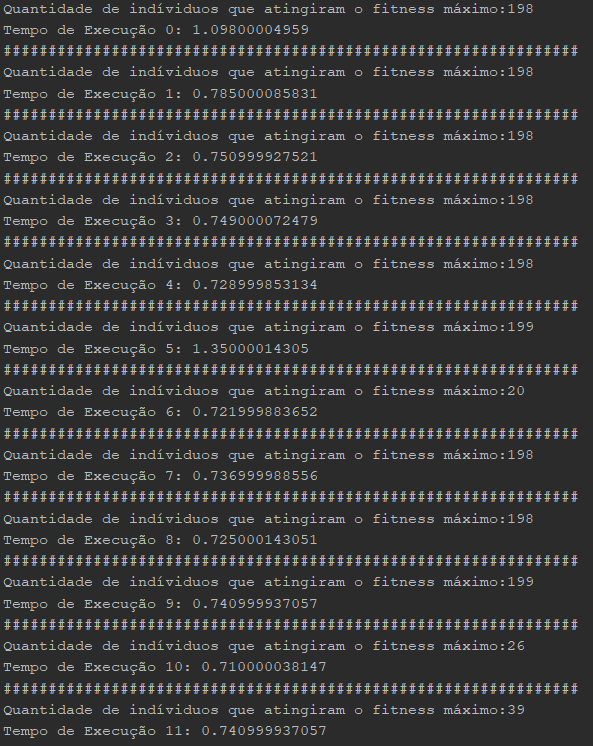 Quantidade de indíviduos que atingiram o fitness máximo:198
Tempo de Execução 0: 1.09800004959
################################################################
Quantidade de indíviduos que atingiram o fitness máximo:198
Tempo de Execução 1: 0.785000085831
################################################################
Quantidade de indíviduos que atingiram o fitness máximo:198
Tempo de Execução 2: 0.750999927521
################################################################
Quantidade de indíviduos que atingiram o fitness máximo:198
Tempo de Execução 3: 0.749000072479
################################################################
Quantidade de indíviduos que atingiram o fitness máximo:198
Tempo de Execução 4: 0.728999853134
################################################################
Quantidade de indíviduos que atingiram o fitness máximo:199
Tempo de Execução 5: 1.35000014305
################################################################
Quantidade de indíviduos que atingiram o fitness máximo:20
Tempo de Execução 6: 0.721999883652
################################################################
Quantidade de indíviduos que atingiram o fitness máximo:198
Tempo de Execução 7: 0.736999988556
################################################################
Quantidade de indíviduos que atingiram o fitness máximo:198
Tempo de Execução 8: 0.725000143051
################################################################
Quantidade de indíviduos que atingiram o fitness máximo:199
Tempo de Execução 9: 0.740999937057
################################################################
Quantidade de indíviduos que atingiram o fitness máximo:26
Tempo de Execução 10: 0.710000038147
################################################################
Quantidade de indíviduos que atingiram o fitness máximo:39
Tempo de Execução 11: 0.740999937057